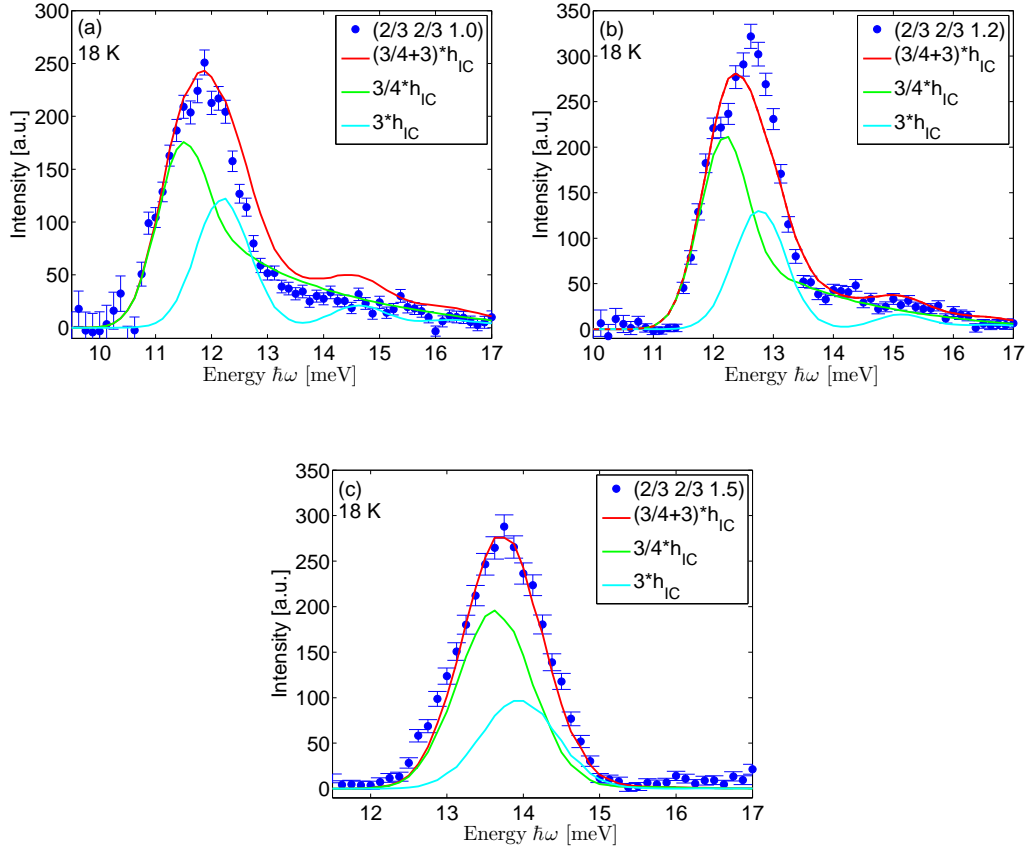 (a)
18 K
(2/3 2/3 1.0)
(3/4+3)*h_IC
3/4*h_IC
3*h_IC
Intensity [a.u.]
300
250
200
150
100
50
0
10 11 12 13 14 15 16 17
Energy ħω [meV]
(b)
18 K
(2/3 2/3 1.2)
(3/4+3)*h_IC
3/4*h_IC
3*h_IC
Intensity [a.u.]
350
300
250
200
150
100
50
0
10 11 12 13 14 15 16 17
Energy ħω [meV]
(c)
18 K
(2/3 2/3 1.5)
(3/4+3)*h_IC
3/4*h_IC
3*h_IC
Intensity [a.u.]
350
300
250
200
150
100
50
0
12 13 14 15 16 17
Energy ħω [meV]